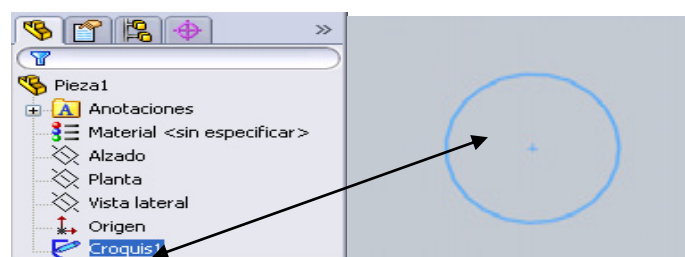 Pieza1
Anotaciones
Material <sin especificar>
Alzado
Planta
Vista lateral
Origen
Croquis1